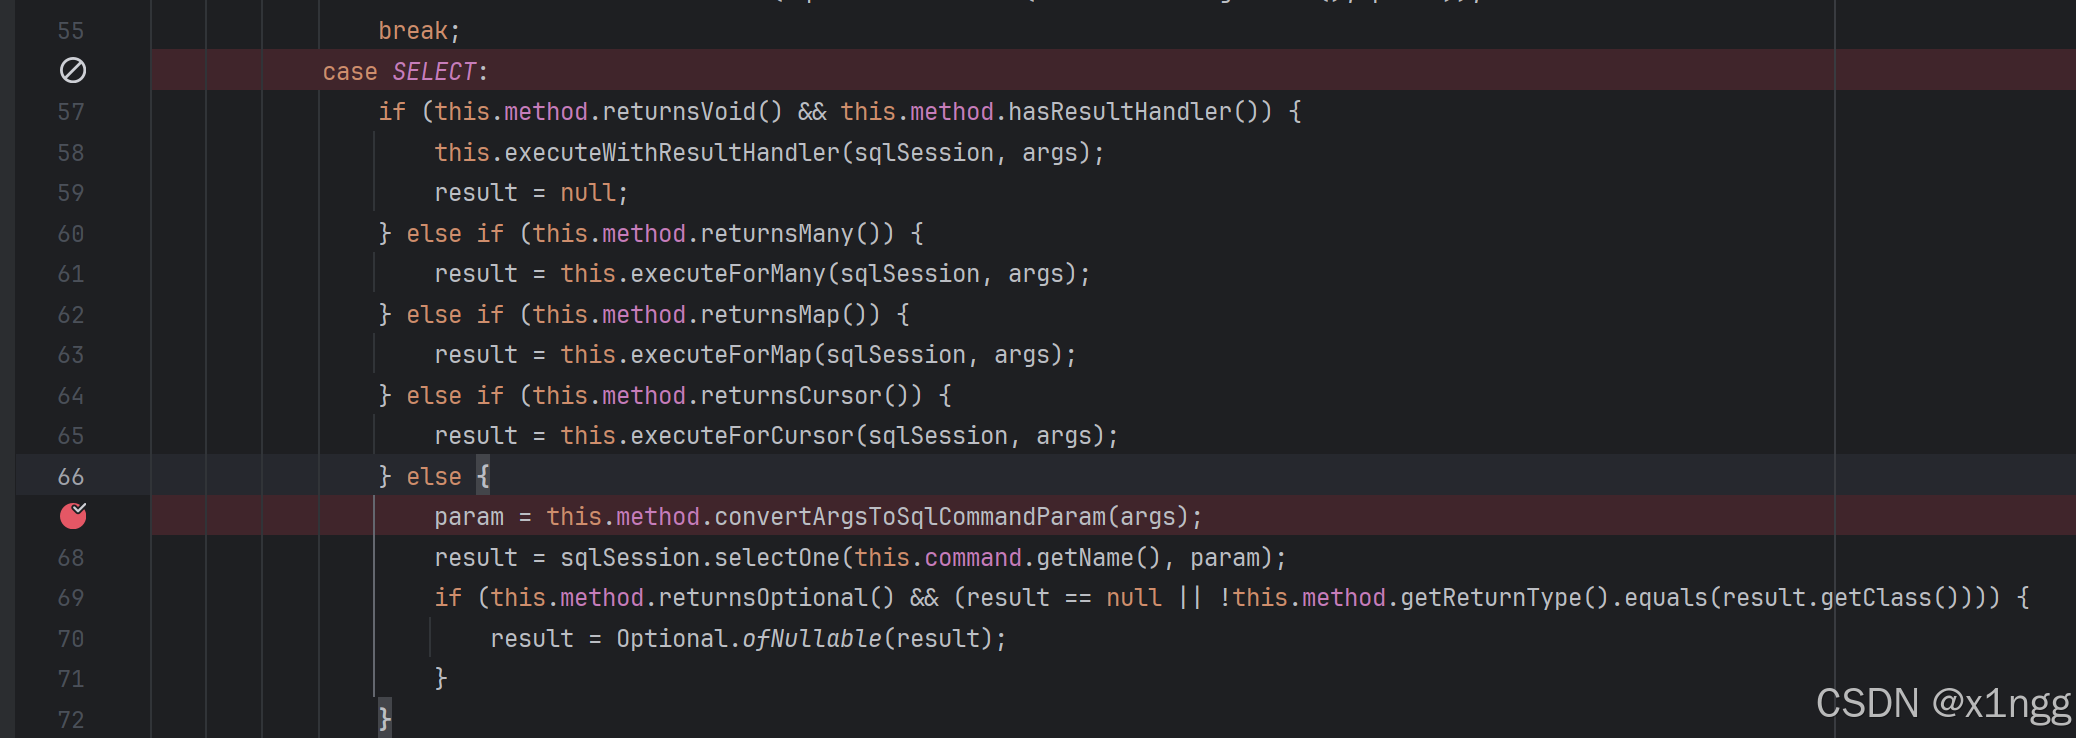 55 break;
case SELECT:
57 if (this.method.returnsVoid() && this.method.hasResultHandler()) {
58 this.executeWithResultHandler(sqlSession, args);
59 result = null;
60 } else if (this.method.returnsMany()) {
61 result = this.executeForMany(sqlSession, args);
62 } else if (this.method.returnsMap()) {
63 result = this.executeForMap(sqlSession, args);
64 } else if (this.method.returnsCursor()) {
65 result = this.executeForCursor(sqlSession, args);
66 } else {
param = this.method.convertArgsToSqlCommandParam(args);
68 result = sqlSession.selectOne(this.command.getName(), param);
69 if (this.method.returnsOptional() && (result == null || !this.method.getReturnType().equals(result.getClass()))) {
70 result = Optional.ofNullable(result);
71 }
72 }
CSDN @x1ngg